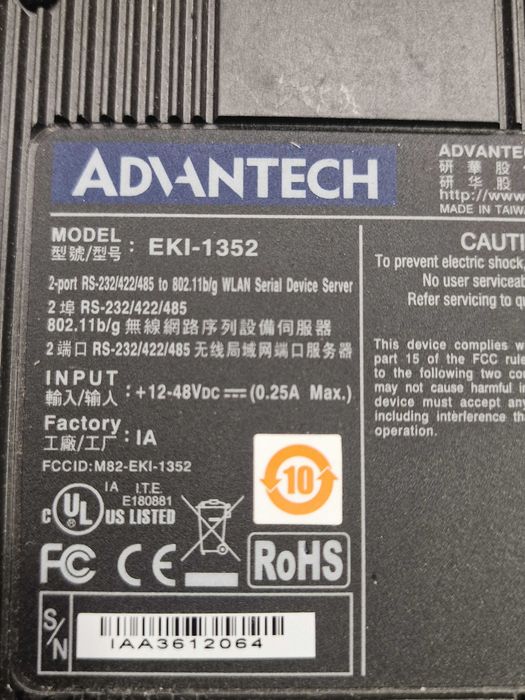 ADVANTECH
MODEL
型號/型号 : EKI-1352
2-port RS-232/422/485 to 802.11b/g WLAN Serial Device Server
2 埠 RS-232/422/485
802.11b/g 無線網路序列設備伺服器
2 端口 RS-232/422/485 无线局域网端口服务器
INPUT
輸入/输入 : +12-48VDC (0.25A Max.)
Factory
工廠/工厂 : IA
FCCID:M82-EKI-1352
IA I.T.E.
E180881
c UL US LISTED
10
FC CE RoHS
S/N
IAA3612064
ADVANTE
研 華 股
研 华 股
http://www
MADE IN TAIW
CAUTI
To prevent electric shock,
No user serviceab
Refer servicing to qu
This device complies w
part 15 of the FCC rule
to the following two con
may not cause harmful in
device must accept any
including interference th
operation.